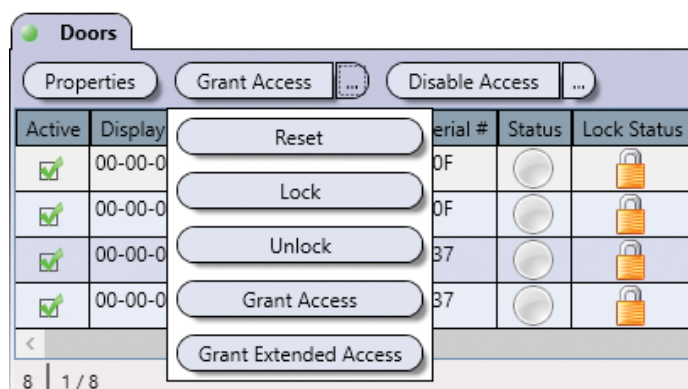 Doors
Properties Grant Access ... Disable Access ...
Active Display erial # Status Lock Status
Reset
00-00-0 0F
Lock
00-00-0 0F
Unlock
00-00-0 37
Grant Access
00-00-0 37
Grant Extended Access
8 1 / 8